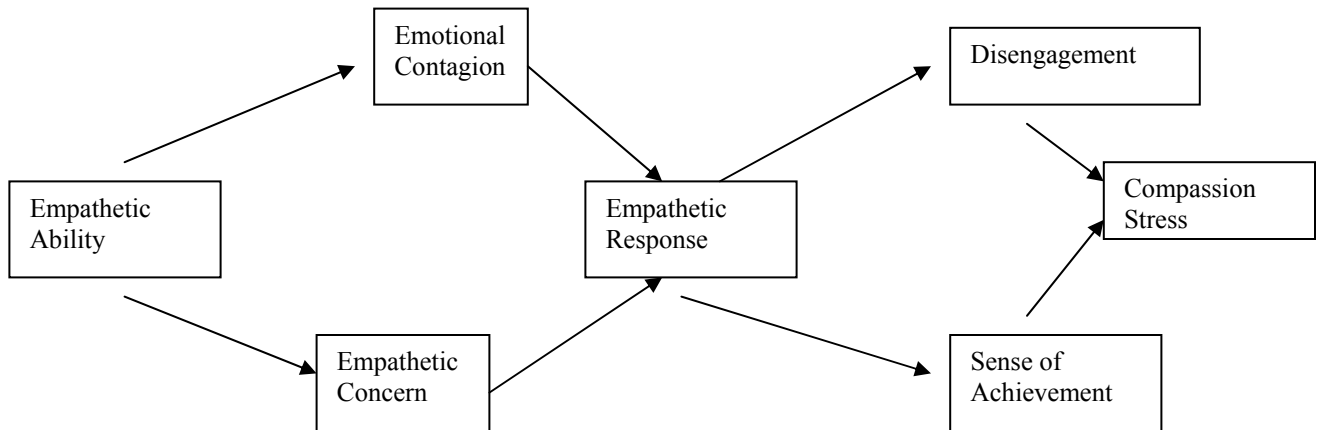 Emotional
Contagion
Disengagement
Empathetic
Ability
Empathetic
Response
Compassion
Stress
Empathetic
Concern
Sense of
Achievement